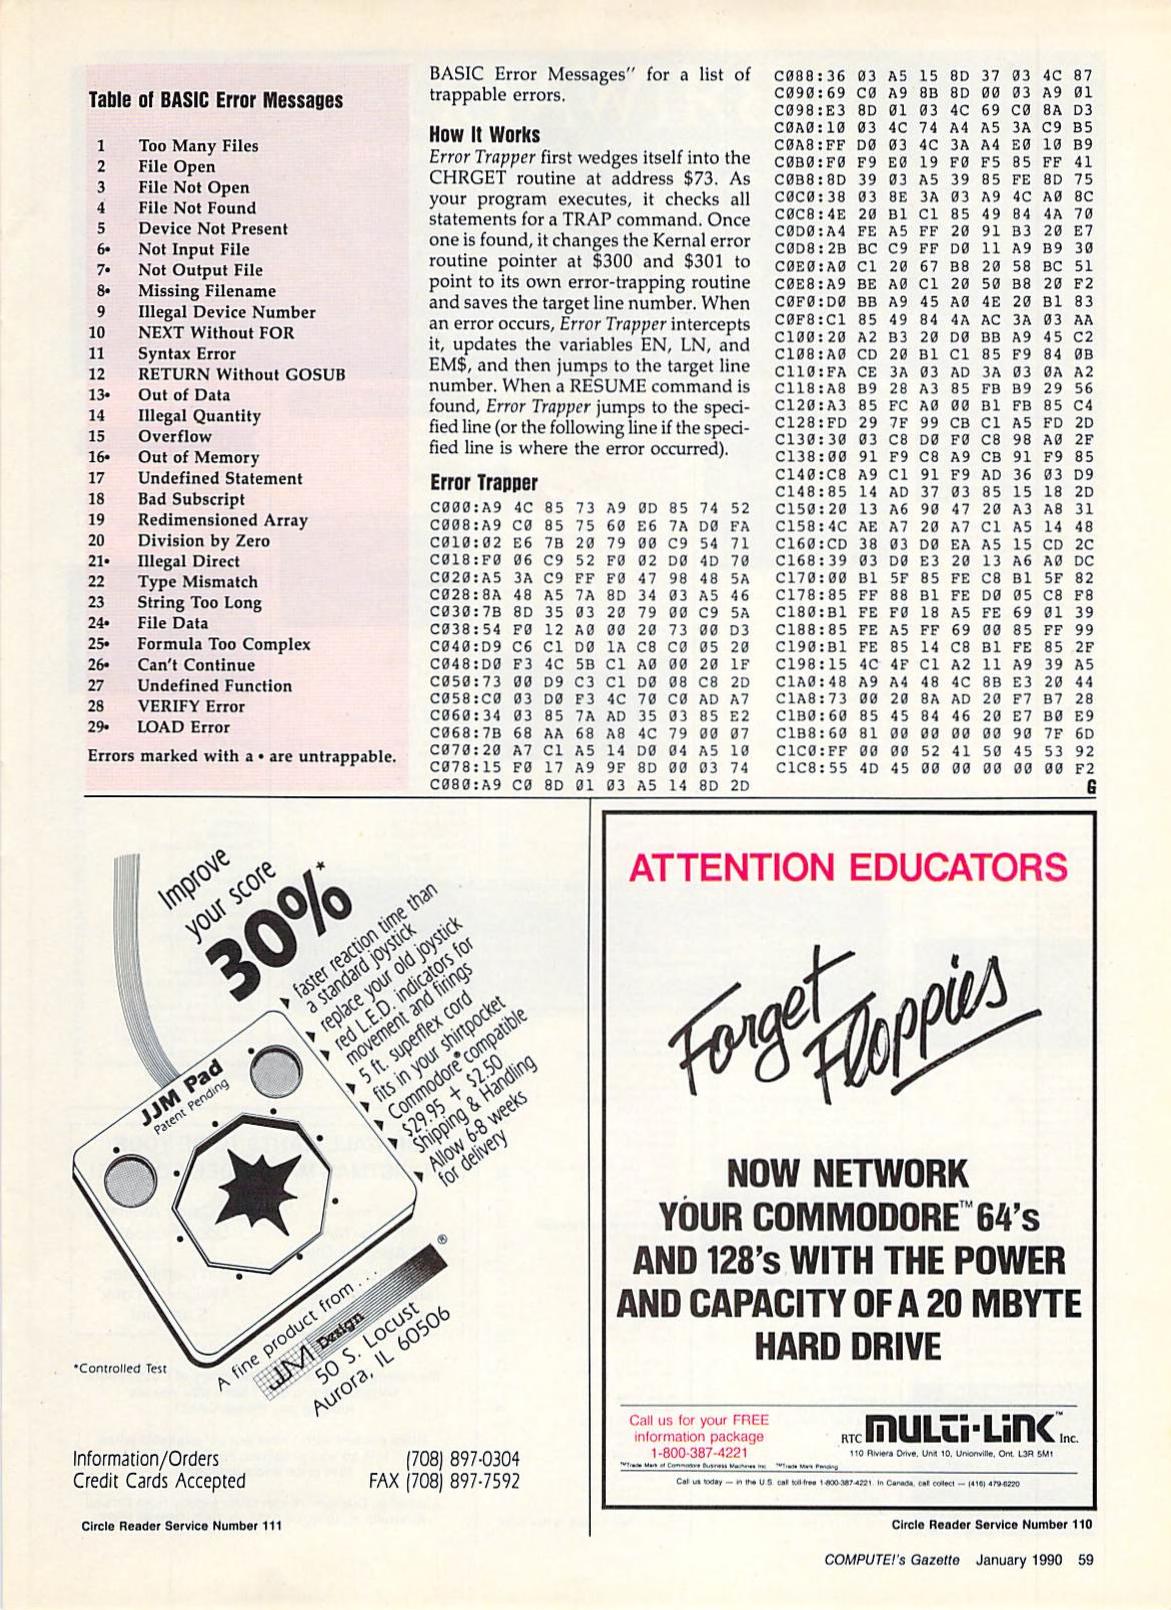 Table of BASIC Error Messages
1 Too Many Files
2 File Open
3 File Not Open
4 File Not Found
5 Device Not Present
6• Not Input File
7• Not Output File
8• Missing Filename
9 Illegal Device Number
10 NEXT Without FOR
11 Syntax Error
12 RETURN Without GOSUB
13• Out of Data
14 Illegal Quantity
15 Overflow
16• Out of Memory
17 Undefined Statement
18 Bad Subscript
19 Redimensioned Array
20 Division by Zero
21• Illegal Direct
22 Type Mismatch
23 String Too Long
24• File Data
25• Formula Too Complex
26• Can't Continue
27 Undefined Function
28 VERIFY Error
29• LOAD Error
Errors marked with a • are untrappable.
BASIC Error Messages" for a list of
trappable errors.
How It Works
Error Trapper first wedges itself into the
CHRGET routine at address $73. As
your program executes, it checks all
statements for a TRAP command. Once
one is found, it changes the Kernal error
routine pointer at $300 and $301 to
point to its own error-trapping routine
and saves the target line number. When
an error occurs, Error Trapper intercepts
it, updates the variables EN, LN, and
EM$, and then jumps to the target line
number. When a RESUME command is
found, Error Trapper jumps to the speci-
fied line (or the following line if the speci-
fied line is where the error occurred).
Error Trapper
C000:A9 4C 85 73 A9 0D 85 74 52
C008:A9 C0 85 75 60 E6 7A D0 FA
C010:02 E6 7B 20 79 00 C9 54 71
C018:F0 06 C9 52 F0 02 D0 4D 70
C020:A5 3A C9 FF F0 47 98 48 5A
C028:8A 48 A5 7A 8D 34 03 A5 46
C030:7B 8D 35 03 20 79 00 C9 5A
C038:54 F0 12 A0 00 20 73 00 D3
C040:D9 C6 C1 D0 1A C8 C0 05 20
C048:D0 F3 4C 5B C1 A0 00 20 1F
C050:73 00 D9 C3 C1 D0 08 C8 2D
C058:C0 03 D0 F3 4C 70 C0 AD A7
C060:34 03 85 7A AD 35 03 85 E2
C068:7B 68 AA 68 A8 4C 79 00 07
C070:20 A7 C1 A5 14 D0 04 A5 10
C078:15 F0 17 A9 9F 8D 00 03 74
C080:A9 C0 8D 01 03 A5 14 8D 2D
C088:36 03 A5 15 8D 37 03 4C 87
C090:69 C0 A9 8B 8D 00 03 A9 01
C098:E3 8D 01 03 4C 69 C0 8A D3
C0A0:10 03 4C 74 A4 A5 3A C9 B5
C0A8:FF D0 03 4C 3A A4 E0 10 B9
C0B0:F0 F9 E0 19 F0 F5 85 FF 41
C0B8:8D 39 03 A5 39 85 FE 8D 75
C0C0:38 03 8E 3A 03 A9 4C A0 8C
C0C8:4E 20 B1 C1 85 49 84 4A 70
C0D0:A4 FE A5 FF 20 91 B3 20 E7
C0D8:2B BC C9 FF D0 11 A9 B9 30
C0E0:A0 C1 20 67 B8 20 58 BC 51
C0E8:A9 BE A0 C1 20 50 B8 20 F2
C0F0:D0 BB A9 45 A0 4E 20 B1 83
C0F8:C1 85 49 84 4A AC 3A 03 AA
C100:20 A2 B3 20 D0 BB A9 45 C2
C108:A0 CD 20 B1 C1 85 F9 84 0B
C110:FA CE 3A 03 AD 3A 03 0A A2
C118:A8 B9 28 A3 85 FB B9 29 56
C120:A3 85 FC A0 00 B1 FB 85 C4
C128:FD 29 7F 99 CB C1 A5 FD 2D
C130:30 03 C8 D0 F0 C8 98 A0 2F
C138:00 91 F9 C8 A9 CB 91 F9 85
C140:C8 A9 C1 91 F9 AD 36 03 D9
C148:85 14 AD 37 03 85 15 18 2D
C150:20 13 A6 90 47 20 A3 A8 31
C158:4C AE A7 20 A7 C1 A5 14 48
C160:CD 38 03 D0 EA A5 15 CD 2C
C168:39 03 D0 E3 20 13 A6 A0 DC
C170:00 B1 5F 85 FE C8 B1 5F 82
C178:85 FF 88 B1 FE D0 05 C8 F8
C180:B1 FE F0 18 A5 FE 69 01 39
C188:85 FE A5 FF 69 00 85 FF 99
C190:B1 FE 85 14 C8 B1 FE 85 2F
C198:15 4C 4F C1 A2 11 A9 39 A5
C1A0:48 A9 A4 48 4C 8B E3 20 44
C1A8:73 00 20 8A AD 20 F7 B7 28
C1B0:60 85 45 84 46 20 E7 B0 E9
C1B8:60 81 00 00 00 00 90 7F 6D
C1C0:FF 00 00 52 41 50 45 53 92
C1C8:55 4D 45 00 00 00 00 00 F2
G
Improve
your score
30%*
faster reaction time than
a standard joystick
replace your old joystick
red L.E.D. indicators for
movement and firings
5 ft. superflex cord
fits in your shirtpocket
Commodore® compatible
$29.95 + $2.50
Shipping & Handling
Allow 6-8 weeks
for delivery
JJM Pad
Patent Pending
A fine product from . . .
JJM Design ®
50 S. Locust
Aurora, IL 60506
*Controlled Test
Information/Orders (708) 897-0304
Credit Cards Accepted FAX (708) 897-7592
Circle Reader Service Number 111
ATTENTION EDUCATORS
Forget
Floppies
NOW NETWORK
YOUR COMMODORE™ 64's
AND 128's WITH THE POWER
AND CAPACITY OF A 20 MBYTE
HARD DRIVE
Call us for your FREE
information package
1-800-387-4221
RTC MULTi-LiNK™ Inc.
110 Riviera Drive, Unit 10, Unionville, Ont. L3R 5M1
™Trade Mark of Commodore Business Machines Inc. ™Trade Mark Pending
Call us today — in the U.S. call toll-free 1-800-387-4221. In Canada, call collect — (416) 479-6220
Circle Reader Service Number 110
COMPUTE!'s Gazette January 1990 59